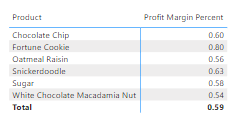 Product Profit Margin Percent
Chocolate Chip 0.60
Fortune Cookie 0.80
Oatmeal Raisin 0.56
Snickerdoodle 0.63
Sugar 0.58
White Chocolate Macadamia Nut 0.54
Total 0.59